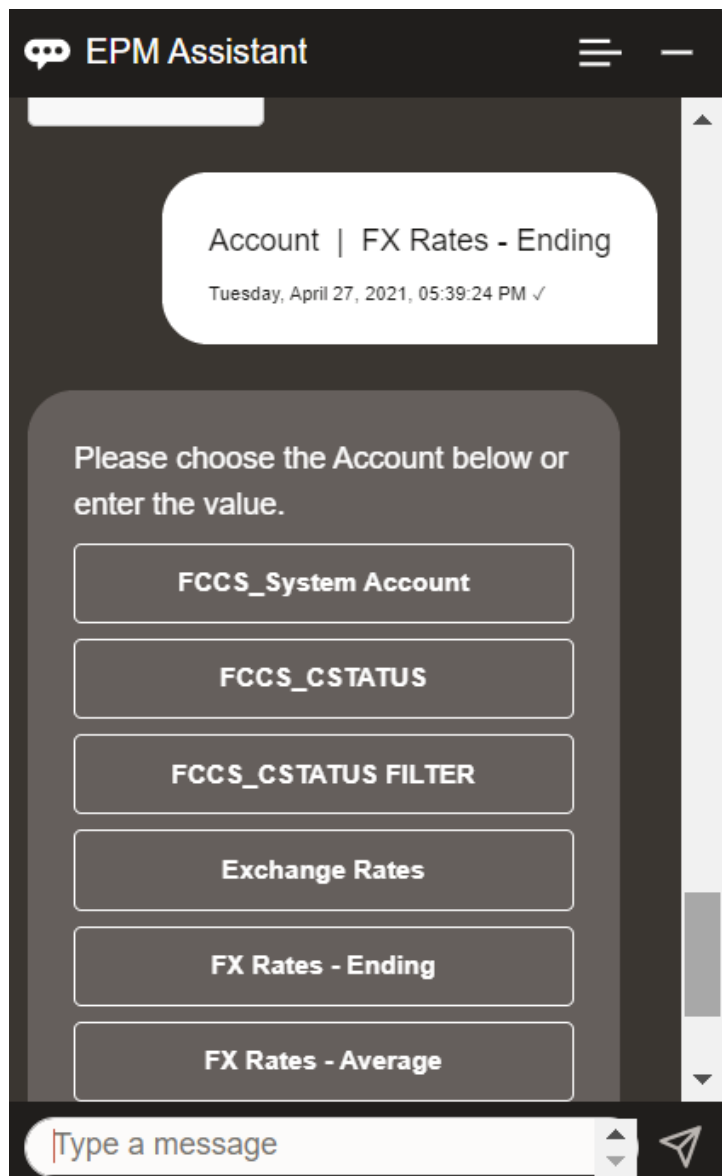 EPM Assistant
Account | FX Rates - Ending
Tuesday, April 27, 2021, 05:39:24 PM ✓
Please choose the Account below or
enter the value.
FCCS_System Account
FCCS_CSTATUS
FCCS_CSTATUS FILTER
Exchange Rates
FX Rates - Ending
FX Rates - Average
Type a message